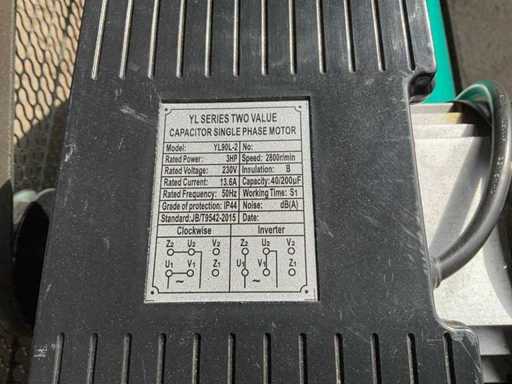 YL SERIES TWO VALUE
CAPACITOR SINGLE PHASE MOTOR
Model: YL90L-2 No:
Rated Power: 3HP Speed: 2800r/min
Rated Voltage: 230V Insulation: B
Rated Current: 13.6A Capacity: 40/200μF
Rated Frequency: 50Hz Working Time: S1
Grade of protection: IP44 Noise: dB(A)
Standard:JB/T9542-2015 Date:
Clockwise Inverter
Z2 U2 V2 Z2 U2 V2
U1 V1 Z1 U1 V1 Z1
~ ~